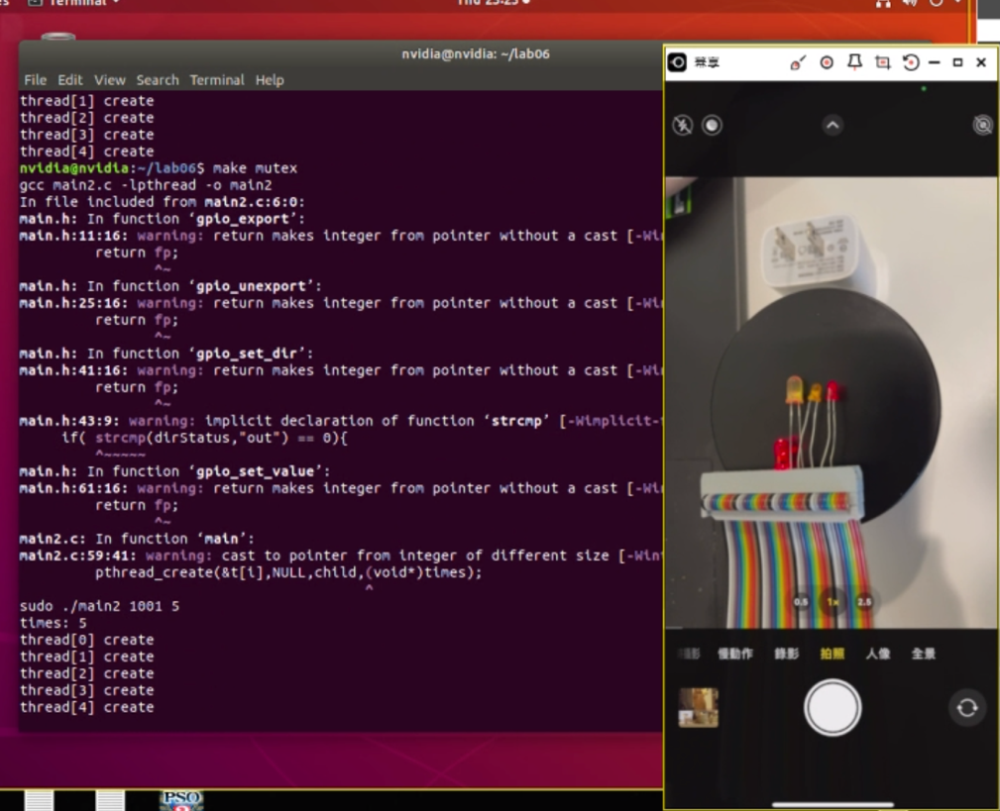 Terminal
Thu 23:23
nvidia@nvidia: ~/lab06
File Edit View Search Terminal Help
thread[1] create
thread[2] create
thread[3] create
thread[4] create
nvidia@nvidia:~/lab06$ make mutex
gcc main2.c -lpthread -o main2
In file included from main2.c:6:0:
main.h: In function ‘gpio_export’:
main.h:11:16: warning: return makes integer from pointer without a cast [-Wi
return fp;
^~
main.h: In function ‘gpio_unexport’:
main.h:25:16: warning: return makes integer from pointer without a cast [-Wi
return fp;
^~
main.h: In function ‘gpio_set_dir’:
main.h:41:16: warning: return makes integer from pointer without a cast [-Wi
return fp;
^~
main.h:43:9: warning: implicit declaration of function ‘strcmp’ [-Wimplicit-
if( strcmp(dirStatus,"out") == 0){
^~~~~~
main.h: In function ‘gpio_set_value’:
main.h:61:16: warning: return makes integer from pointer without a cast [-Wi
return fp;
^~
main2.c: In function ‘main’:
main2.c:59:41: warning: cast to pointer from integer of different size [-Wint
pthread_create(&t[i],NULL,child,(void*)times);
^
sudo ./main2 1001 5
times: 5
thread[0] create
thread[1] create
thread[2] create
thread[3] create
thread[4] create
PSO
0.5 1× 2.5
慢動作 錄影 拍照 人像 全景